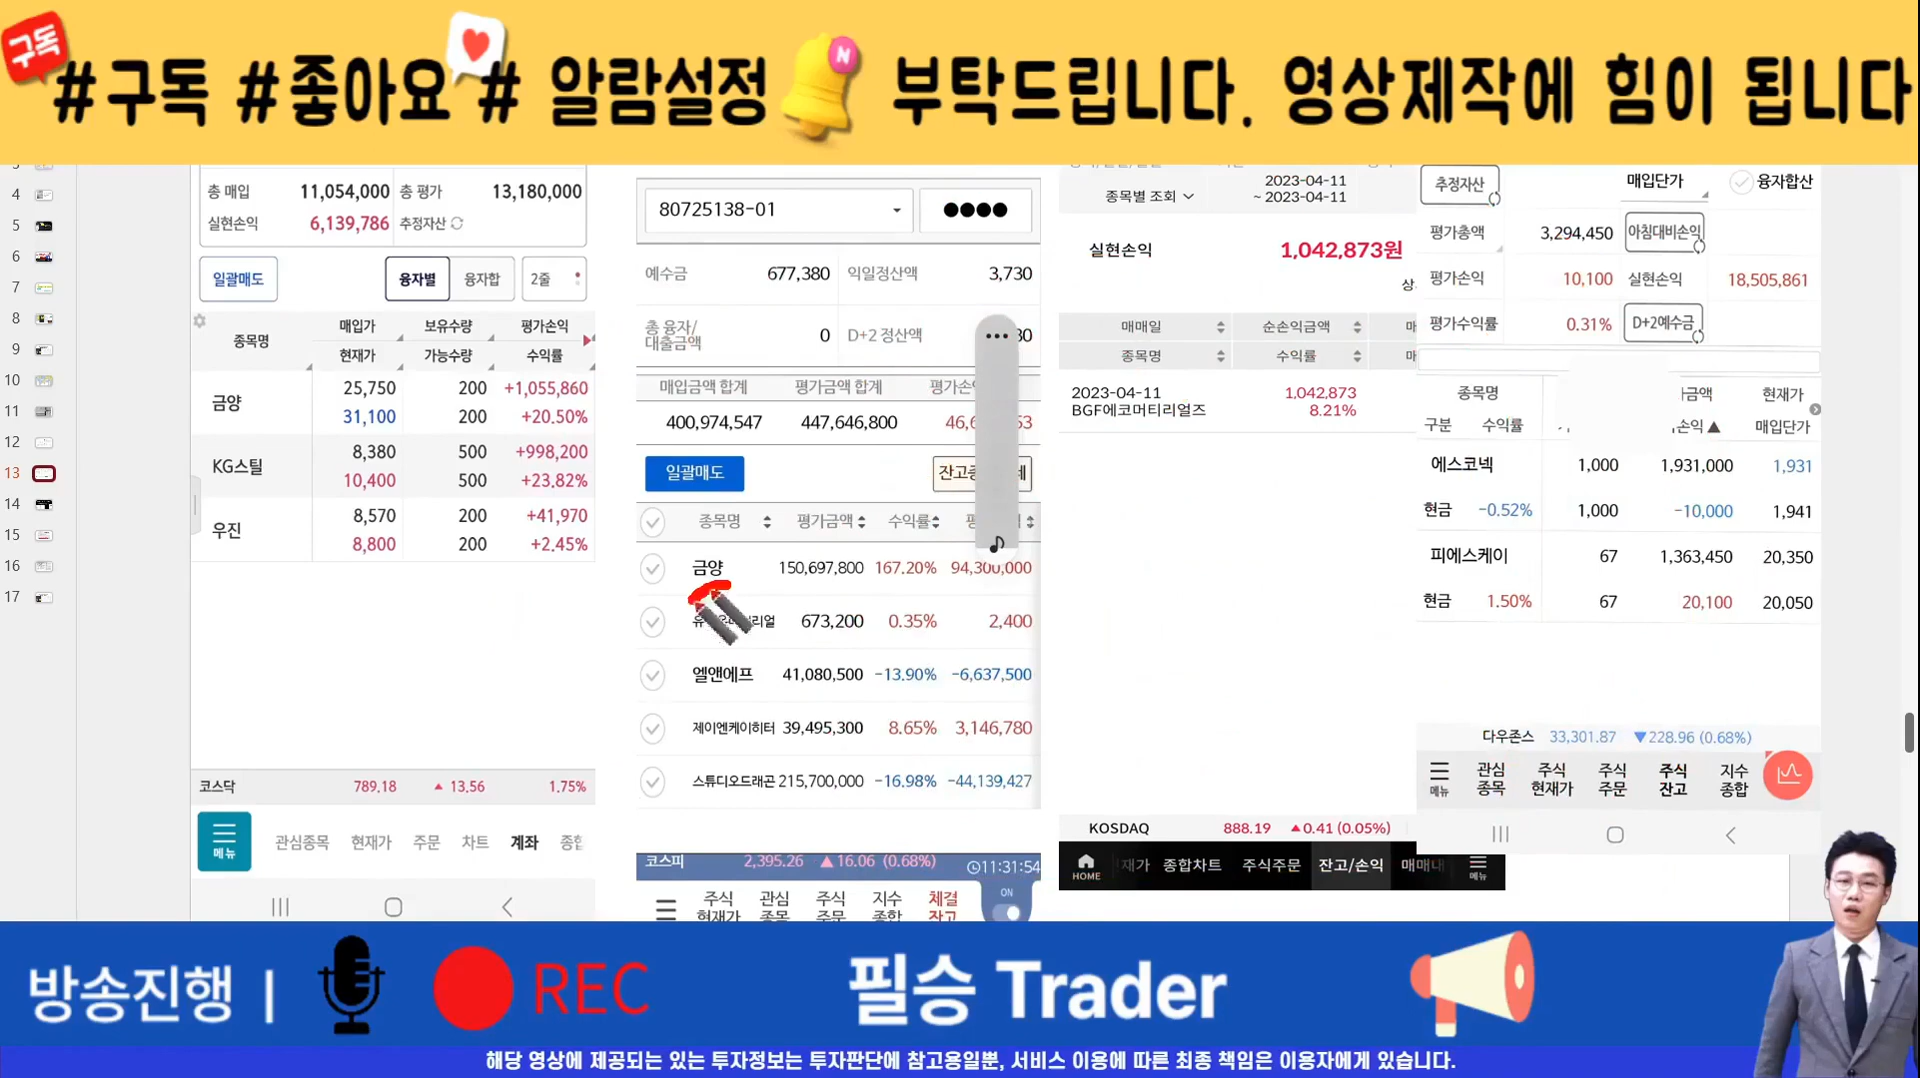 구독
#구독 #좋아요 # 알람설정 N 부탁드립니다. 영상제작에 힘이 됩니다
4
5
6
7
8
9
10
11
12
13
14
15
16
17
총 매입 11,054,000 총 평가 13,180,000
실현손익 6,139,786 추정자산
일괄매도 융자별 융자합 2줄
종목명 매입가 보유수량 평가손익
현재가 가능수량 수익률
금양 25,750 200 +1,055,860
31,100 200 +20.50%
KG스틸 8,380 500 +998,200
10,400 500 +23.82%
우진 8,570 200 +41,970
8,800 200 +2.45%
코스닥 789.18 ▲ 13.56 1.75%
메뉴 관심종목 현재가 주문 차트 계좌 종합
80725138-01 ●●●●
예수금 677,380 익일정산액 3,730
총 융자/
대출금액 0 D+2 정산액
매입금액 합계 평가금액 합계
400,974,547 447,646,800
일괄매도
종목명 평가금액 수익률
금양 150,697,800 167.20% 94,300,000
673,200 0.35% 2,400
엘앤에프 41,080,500 -13.90% -6,637,500
제이엔케이히터 39,495,300 8.65% 3,146,780
스튜디오드래곤 215,700,000 -16.98% -44,139,427
코스피 2,395.26 ▲ 16.06 (0.68%) 11:31:54
주식 현재가 관심 종목 주식 주문 지수 종합 체결 잔고 ON
종목별 조회 2023-04-11
~ 2023-04-11
실현손익 1,042,873원
매매일 순손익금액
종목명 수익률
2023-04-11 1,042,873
BGF에코머티리얼즈 8.21%
KOSDAQ 888.19 ▲0.41 (0.05%)
HOME 종합차트 주식주문 잔고/손익 메뉴
추정자산 매입단가 융자합산
평가총액 3,294,450 아침대비손익
평가손익 10,100 실현손익 18,505,861
평가수익률 0.31% D+2예수금
종목명 현재가
구분 수익률 매입단가
에스코넥 1,000 1,931,000 1,931
현금 -0.52% 1,000 -10,000 1,941
피에스케이 67 1,363,450 20,350
현금 1.50% 67 20,100 20,050
다우존스 33,301.87 ▼228.96 (0.68%)
메뉴 관심 종목 주식 현재가 주식 주문 주식 잔고 지수 종합
방송진행 | REC 필승 Trader
해당 영상에 제공되는 있는 투자정보는 투자판단에 참고용일뿐, 서비스 이용에 따른 최종 책임은 이용자에게 있습니다.